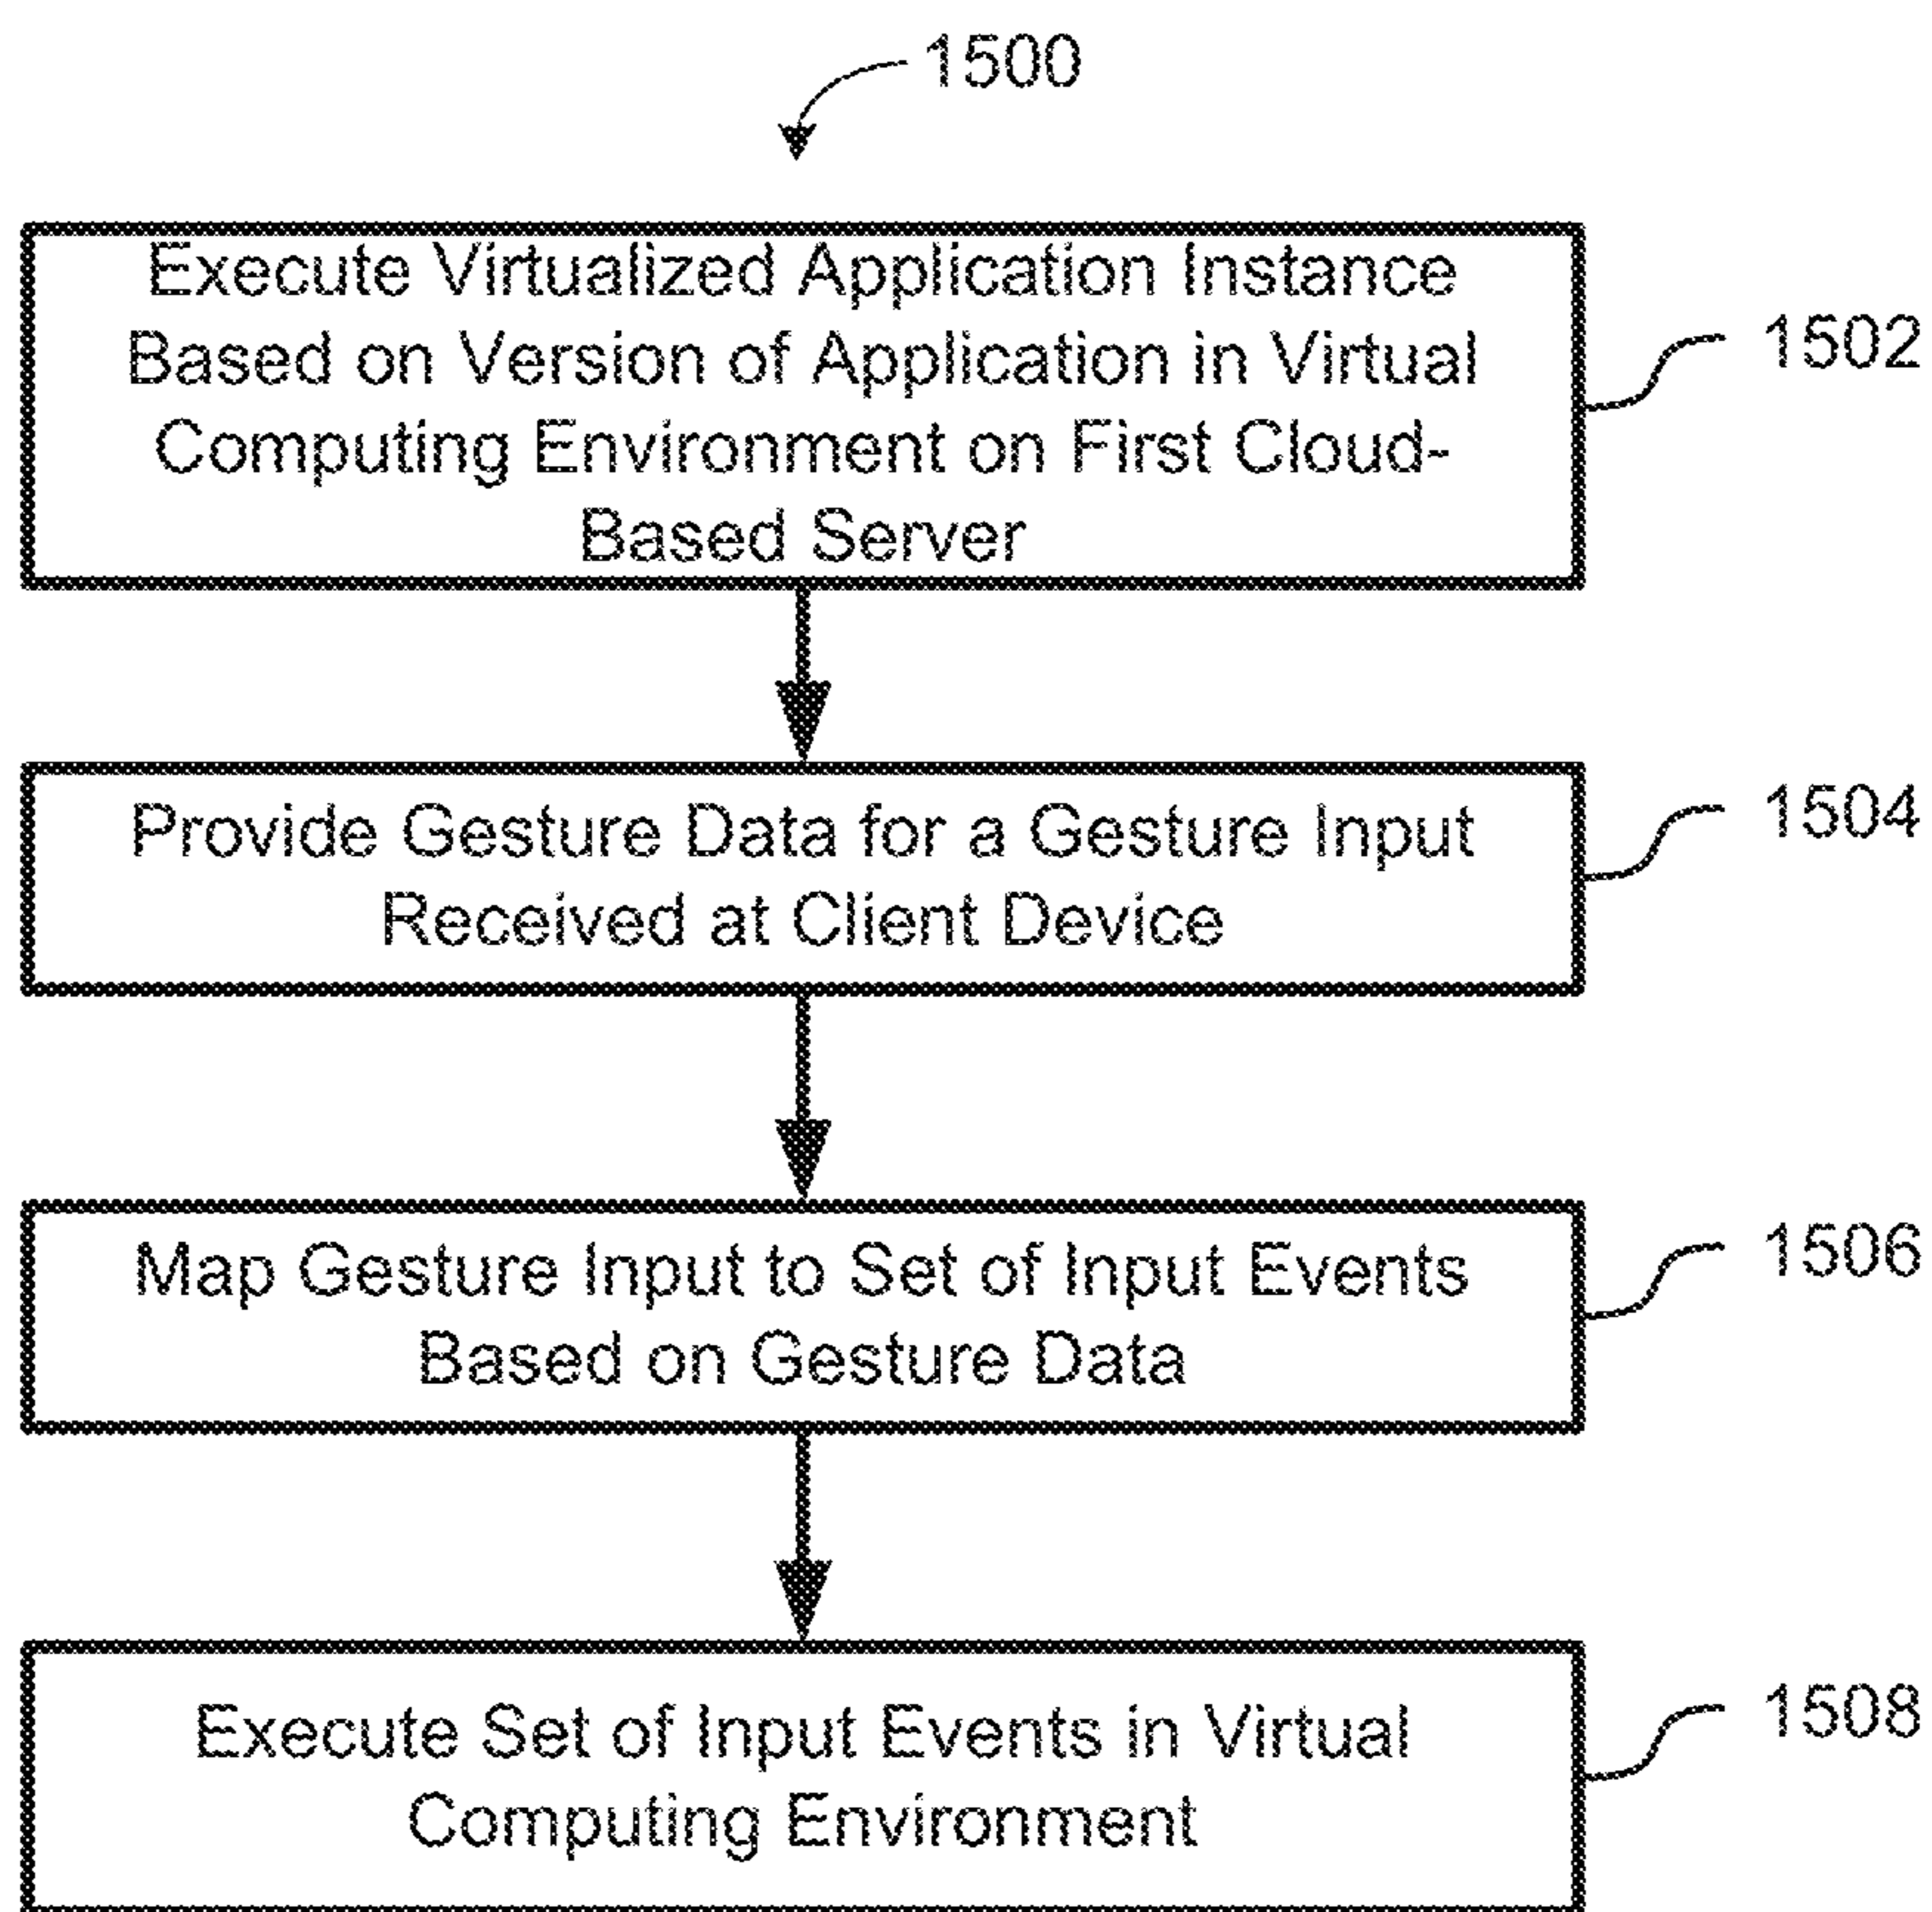 1500
Execute Virtualized Application Instance
Based on Version of Application in Virtual
Computing Environment on First Cloud-
Based Server
1502
Provide Gesture Data for a Gesture Input
Received at Client Device
1504
Map Gesture Input to Set of Input Events
Based on Gesture Data
1506
Execute Set of Input Events in Virtual
Computing Environment
1508